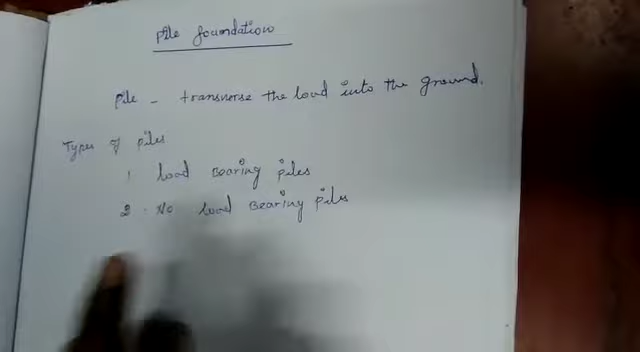 Pile foundation
pile - transverse the load into the ground.
Types of piles
1 load bearing piles
2. No load bearing piles